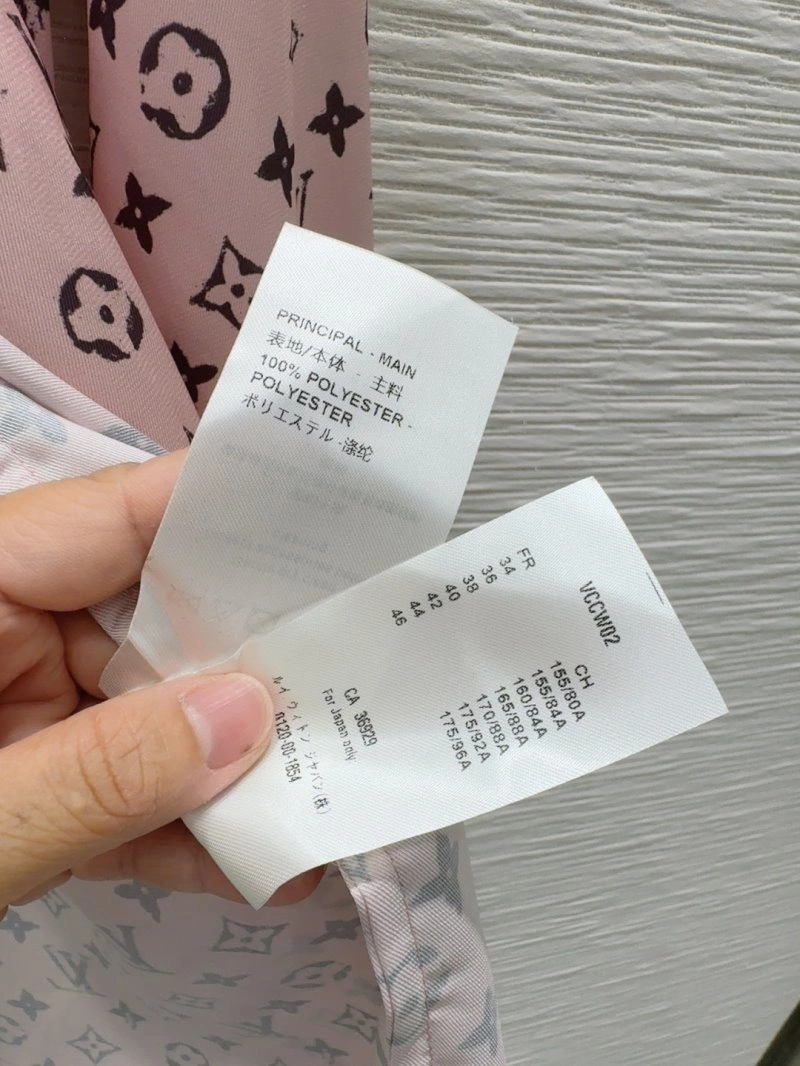 PRINCIPAL - MAIN
表地/本体 - 主料
100% POLYESTER -
POLYESTER
ポリエステル -涤纶
VCCW02
FR
34
36
38
40
42
44
46
CH
155/80A
155/84A
160/84A
165/88A
170/88A
175/92A
175/96A
CA 36929
For Japan only
ルイ ヴィトン ジャパン(株)
0120-00-1854